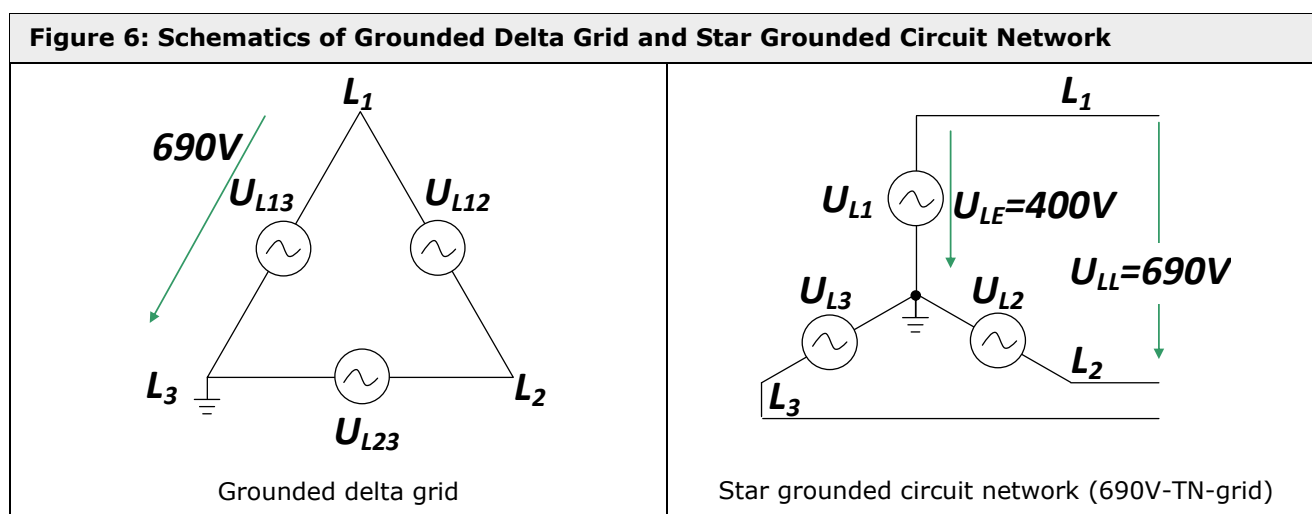 Figure 6: Schematics of Grounded Delta Grid and Star Grounded Circuit Network
L1
690V
UL13
UL12
L3
L2
UL23
Grounded delta grid
L1
UL1
ULE=400V
ULL=690V
UL3
UL2
L2
L3
Star grounded circuit network (690V-TN-grid)